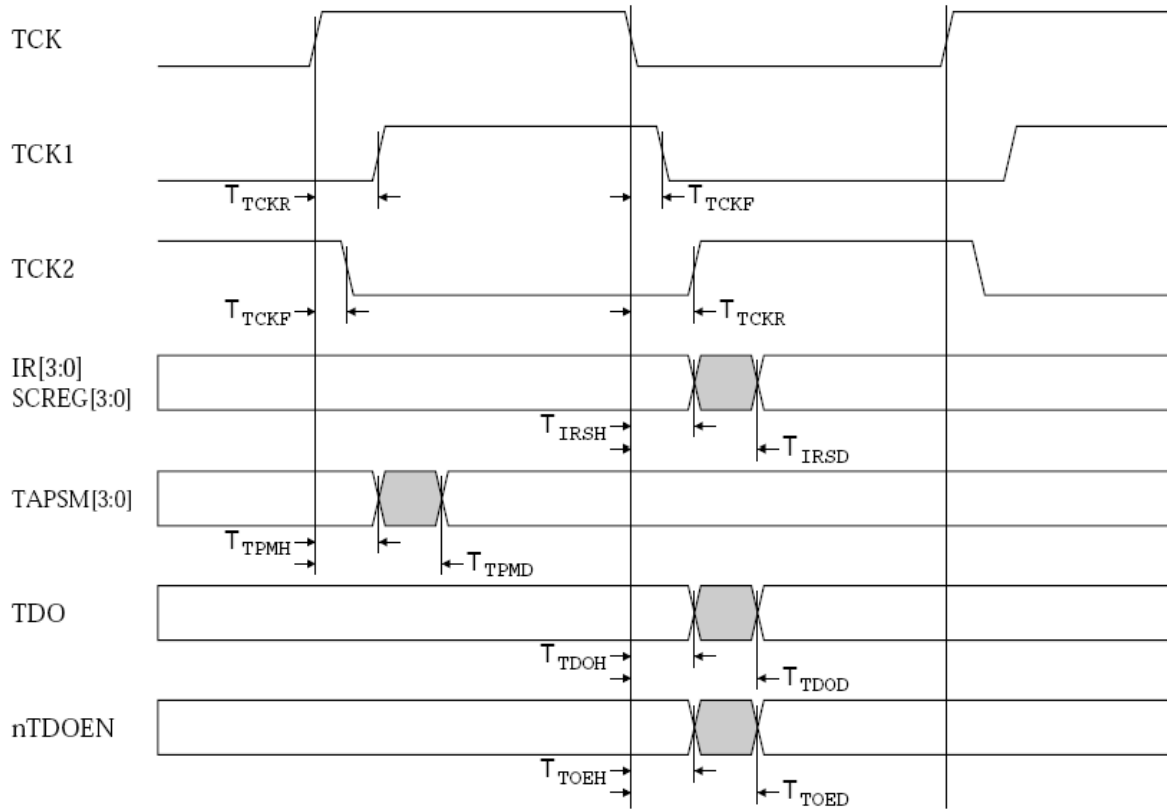 TCK
TCK1
T TCKR
T TCKF
TCK2
T TCKF
T TCKR
IR[3:0]
SCREG[3:0]
T IRSH
T IRSD
TAPSM[3:0]
T TPMH
T TPMD
TDO
T TDOH
T TDOD
nTDOEN
T TOEH
T TOED